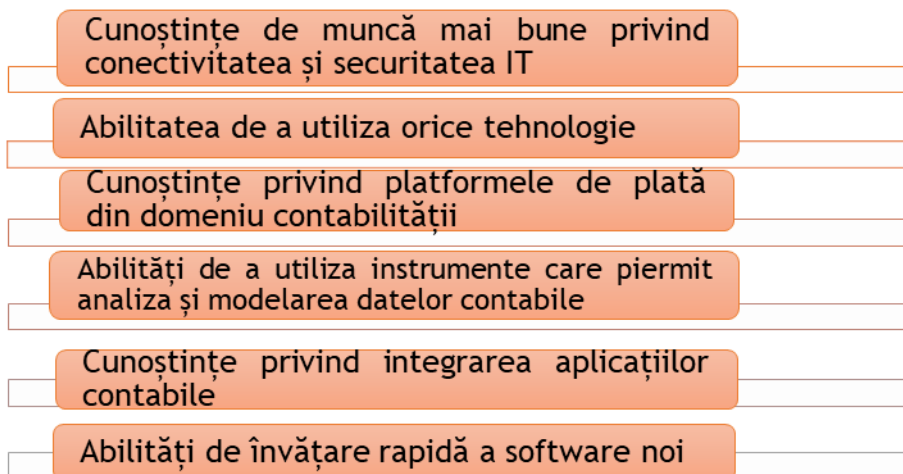 Cunoștințe de muncă mai bune privind
conectivitatea și securitatea IT
Abilitatea de a utiliza orice tehnologie
Cunoștințe privind platformele de plată
din domeniu contabilității
Abilități de a utiliza instrumente care piermit
analiza și modelarea datelor contabile
Cunoștințe privind integrarea aplicațiilor
contabile
Abilități de învățare rapidă a software noi